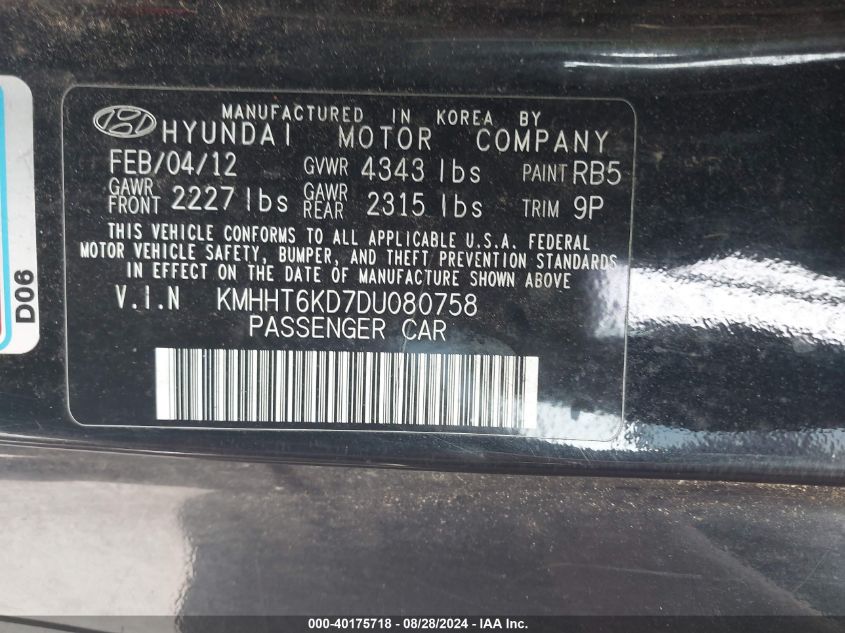 MANUFACTURED IN KOREA BY
HYUNDAI MOTOR COMPANY
FEB/04/12 GVWR 4343 lbs PAINT RB5
GAWR FRONT 2227 lbs GAWR REAR 2315 lbs TRIM 9P
THIS VEHICLE CONFORMS TO ALL APPLICABLE U.S.A. FEDERAL
MOTOR VEHICLE SAFETY, BUMPER, AND THEFT PREVENTION STANDARDS
IN EFFECT ON THE DATE OF MANUFACTURE SHOWN ABOVE
V.I.N KMHHT6KD7DU080758
PASSENGER CAR
D06
000-40175718 - 08/28/2024 - IAA Inc.